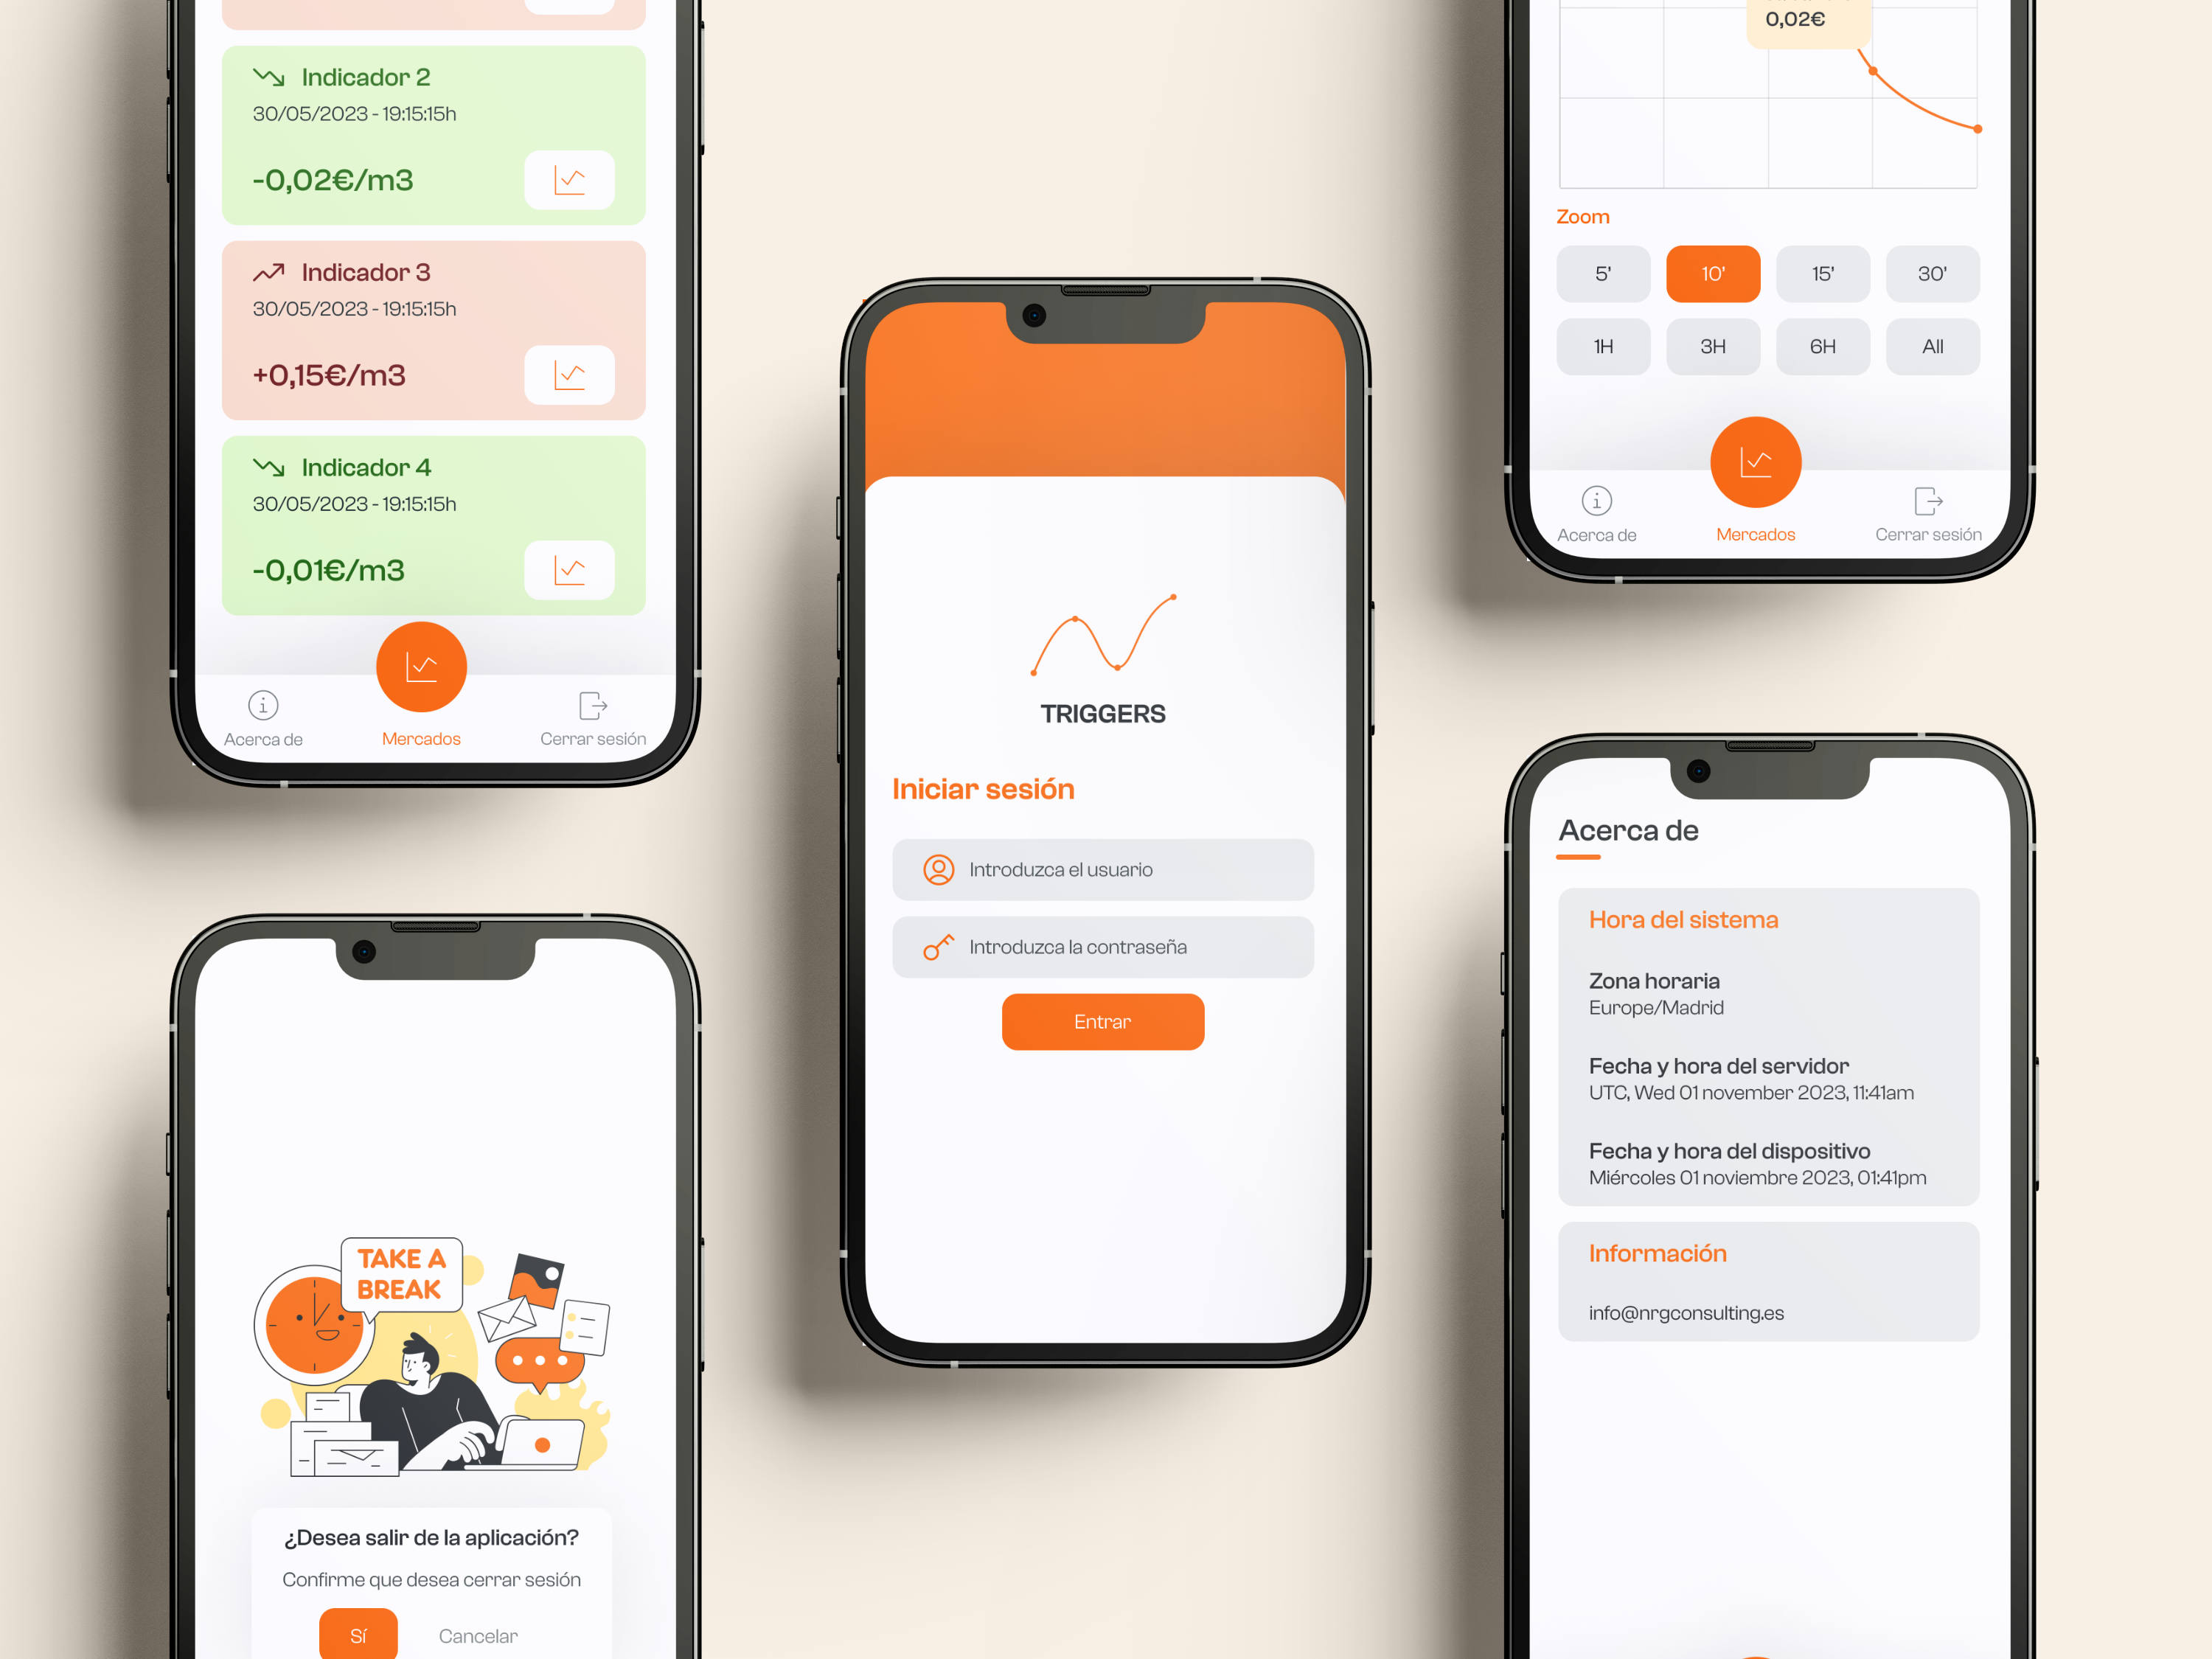 Indicador 2
30/05/2023 - 19:15:15h
-0,02€/m3
Indicador 3
30/05/2023 - 19:15:15h
+0,15€/m3
Indicador 4
30/05/2023 - 19:15:15h
-0,01€/m3
Acerca de
Mercados
Cerrar sesión
TAKE A
BREAK
¿Desea salir de la aplicación?
Confirme que desea cerrar sesión
Sí
Cancelar
TRIGGERS
Iniciar sesión
Introduzca el usuario
Introduzca la contraseña
Entrar
0,02€
Zoom
5' 10' 15' 30'
1H 3H 6H All
Acerca de
Mercados
Cerrar sesión
Acerca de
Hora del sistema
Zona horaria
Europe/Madrid
Fecha y hora del servidor
UTC, Wed 01 november 2023, 11:41am
Fecha y hora del dispositivo
Miércoles 01 noviembre 2023, 01:41pm
Información
info@nrgconsulting.es